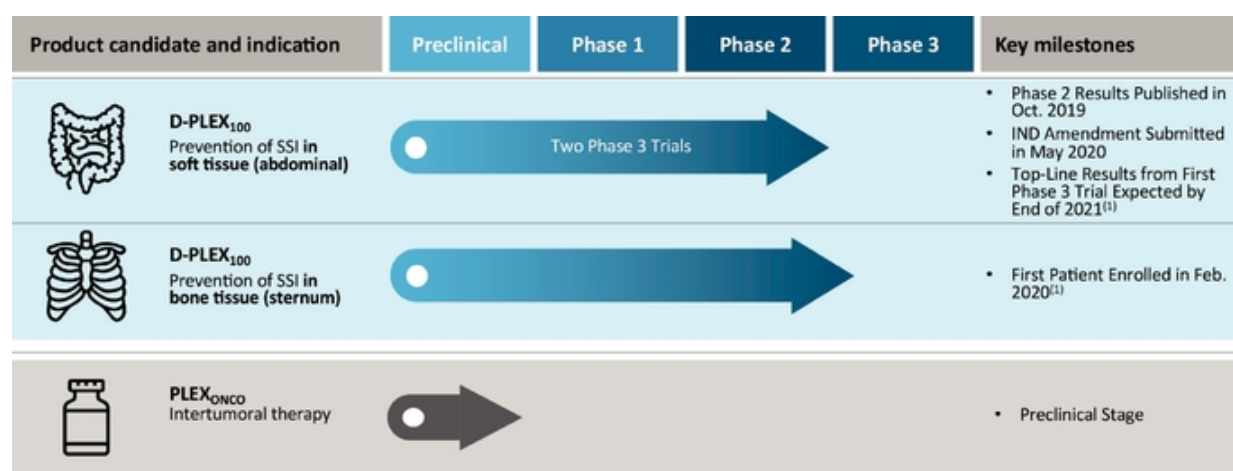 Product candidate and indication Preclinical Phase 1 Phase 2 Phase 3 Key milestones
D-PLEX100
Prevention of SSI in
soft tissue (abdominal)
Two Phase 3 Trials
• Phase 2 Results Published in
Oct. 2019
• IND Amendment Submitted
in May 2020
• Top-Line Results from First
Phase 3 Trial Expected by
End of 2021(1)
D-PLEX100
Prevention of SSI in
bone tissue (sternum)
• First Patient Enrolled in Feb.
2020(1)
PLEXONCO
Intertumoral therapy
• Preclinical Stage